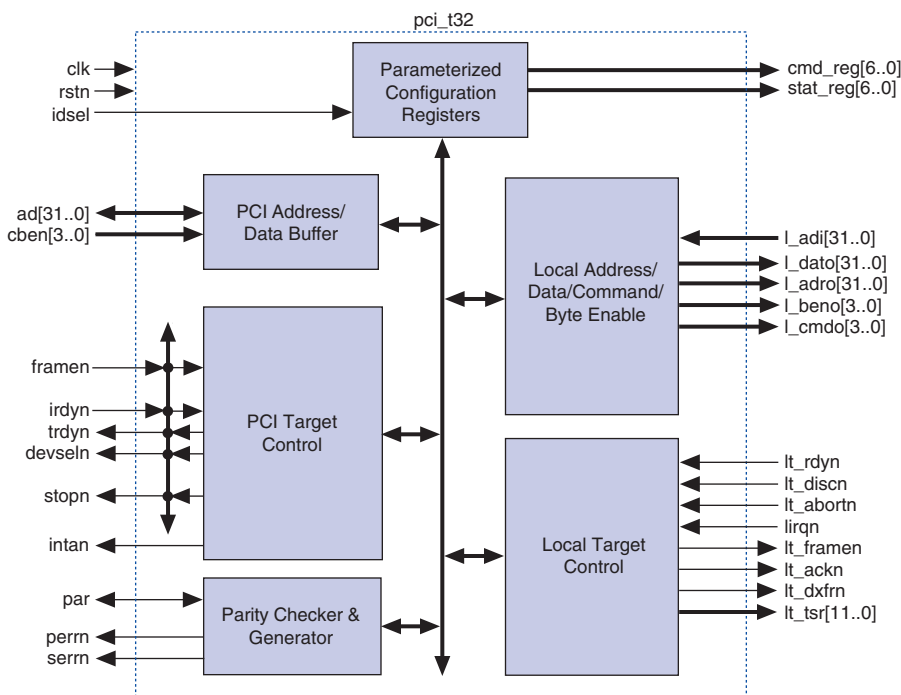 pci_t32
clk
rstn
idsel
Parameterized
Configuration
Registers
cmd_reg[6..0]
stat_reg[6..0]
ad[31..0]
cben[3..0]
PCI Address/
Data Buffer
Local Address/
Data/Command/
Byte Enable
l_adi[31..0]
l_dato[31..0]
l_adro[31..0]
l_beno[3..0]
l_cmdo[3..0]
framen
irdyn
trdyn
devseln
stopn
intan
PCI Target
Control
Local Target
Control
lt_rdyn
lt_discn
lt_abortn
lirqn
lt_framen
lt_ackn
lt_dxfrn
lt_tsr[11..0]
par
perrn
serrn
Parity Checker &
Generator